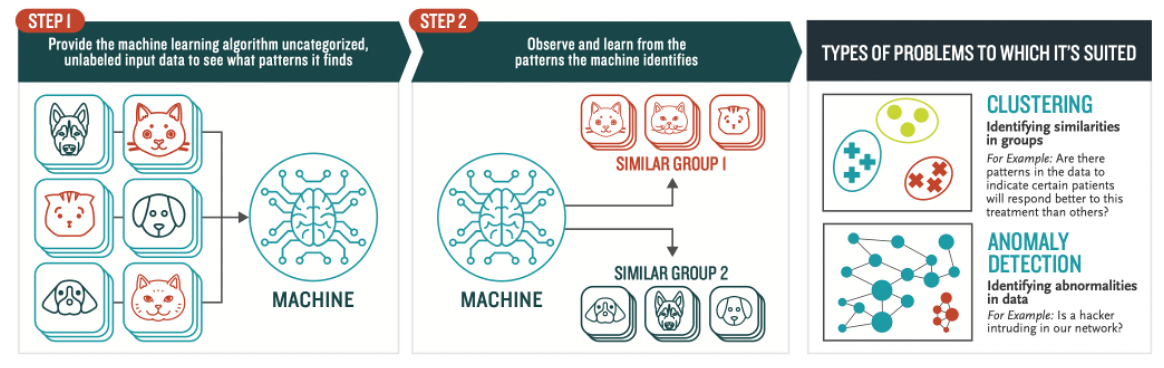 STEP 1
Provide the machine learning algorithm uncategorized,
unlabeled input data to see what patterns it finds
MACHINE
STEP 2
Observe and learn from the
patterns the machine identifies
SIMILAR GROUP 1
MACHINE
SIMILAR GROUP 2
TYPES OF PROBLEMS TO WHICH IT'S SUITED
CLUSTERING
Identifying similarities
in groups
For Example: Are there
patterns in the data to
indicate certain patients
will respond better to this
treatment than others?
ANOMALY
DETECTION
Identifying abnormalities
in data
For Example: Is a hacker
intruding in our network?